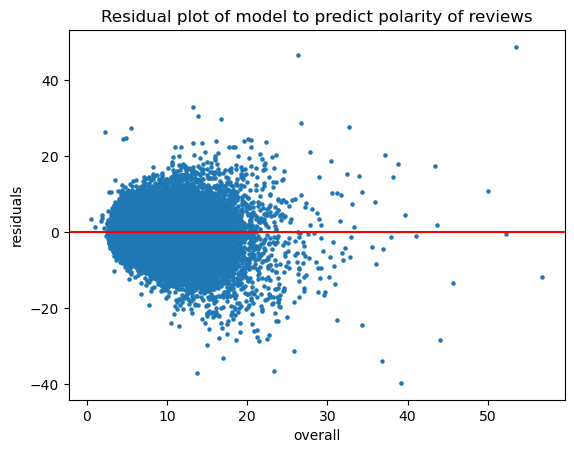 Residual plot of model to predict polarity of reviews
40
20
0
−20
−40
residuals
0 10 20 30 40 50
overall